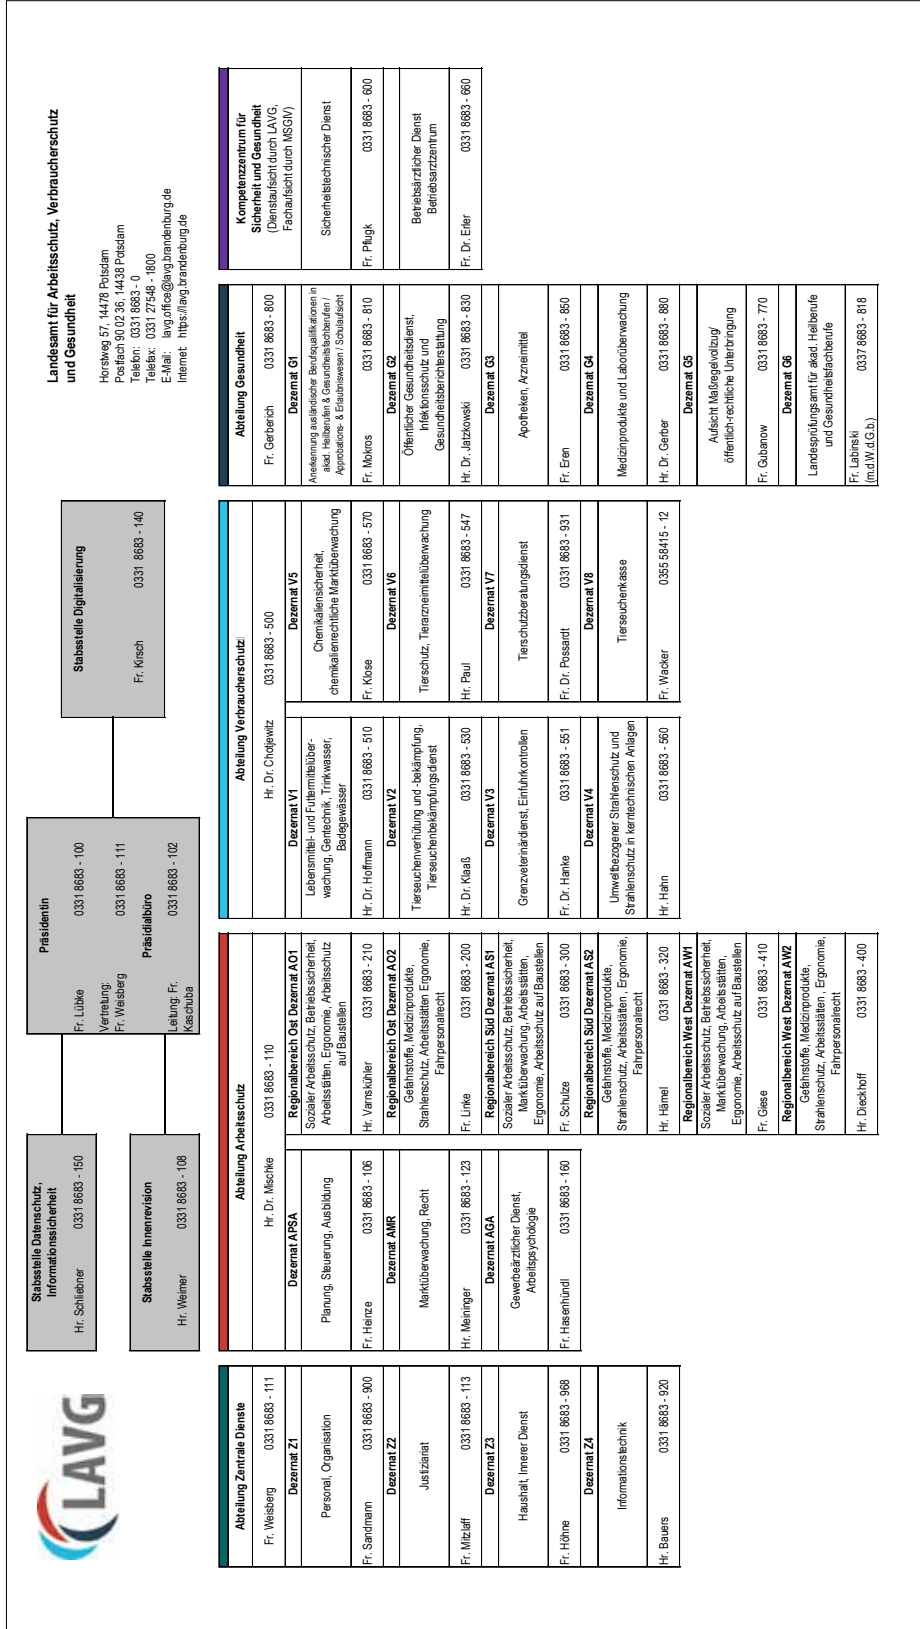 LAVG
Stabsstelle Datenschutz,
Informationssicherheit
Hr. Schliebner 0331 8683 - 150
Stabsstelle Innenrevision
Hr. Weimer 0331 8683 - 108
Präsidentin
Fr. Lübke 0331 8683 - 100
Vertretung:
Fr. Weisberg 0331 8683 - 111
Präsidialbüro
Leitung: Fr.
Kaschuba 0331 8683 - 102
Stabsstelle Digitalisierung
Fr. Kirsch 0331 8683 - 140
Landesamt für Arbeitsschutz, Verbraucherschutz
und Gesundheit
Horstweg 57, 14478 Potsdam
Postfach 90 02 36, 14438 Potsdam
Telefon: 0331 8683 - 0
Telefax: 0331 27548 - 1800
E-Mail: lavg.office@lavg.brandenburg.de
Internet: https://lavg.brandenburg.de
Abteilung Zentrale Dienste
Fr. Weisberg 0331 8683 - 111
Dezernat Z1
Personal, Organisation
Fr. Sandmann 0331 8683 - 900
Dezernat Z2
Justiziariat
Fr. Mitzlaff 0331 8683 - 113
Dezernat Z3
Haushalt, Innerer Dienst
Fr. Höhne 0331 8683 - 968
Dezernat Z4
Informationstechnik
Hr. Bauers 0331 8683 - 920
Abteilung Arbeitsschutz
Hr. Dr. Mischke 0331 8683 - 110
Dezernat APSA
Planung, Steuerung, Ausbildung
Fr. Heinze 0331 8683 - 106
Dezernat AMR
Marktüberwachung, Recht
Hr. Meininger 0331 8683 - 123
Dezernat AGA
Gewerbeärztlicher Dienst,
Arbeitspsychologie
Fr. Hasenhündl 0331 8683 - 160
Regionalbereich Ost Dezernat AO1
Sozialer Arbeitsschutz, Betriebssicherheit,
Arbeitsstätten, Ergonomie, Arbeitsschutz
auf Baustellen
Hr. Varnskühler 0331 8683 - 210
Regionalbereich Ost Dezernat AO2
Gefahrstoffe, Medizinprodukte,
Strahlenschutz, Arbeitsstätten Ergonomie,
Fahrpersonalrecht
Fr. Linke 0331 8683 - 200
Regionalbereich Süd Dezernat AS1
Sozialer Arbeitsschutz, Betriebssicherheit,
Marktüberwachung, Arbeitsstätten,
Ergonomie, Arbeitsschutz auf Baustellen
Fr. Schulze 0331 8683 - 300
Regionalbereich Süd Dezernat AS2
Gefahrstoffe, Medizinprodukte,
Strahlenschutz, Arbeitsstätten, , Ergonomie,
Fahrpersonalrecht
Hr. Hämel 0331 8683 - 320
Regionalbereich West Dezernat AW1
Sozialer Arbeitsschutz, Betriebssicherheit,
Marktüberwachung, Arbeitsstätten,
Ergonomie, Arbeitsschutz auf Baustellen
Fr. Giese 0331 8683 - 410
Regionalbereich West Dezernat AW2
Gefahrstoffe, Medizinprodukte,
Strahlenschutz, Arbeitsstätten, , Ergonomie,
Fahrpersonalrecht
Hr. Dieckhoff 0331 8683 - 400
Abteilung Verbraucherschutz
Hr. Dr. Chotjewitz 0331 8683 - 500
Dezernat V1
Lebensmittel- und Futtermittelüber-
wachung, Gentechnik, Trinkwasser,
Badegewässer
Hr. Dr. Hoffmann 0331 8683 - 510
Dezernat V2
Tierseuchenverhütung und -bekämpfung,
Tierseuchenbekämpfungsdienst
Hr. Dr. Klaaß 0331 8683 - 530
Dezernat V3
Grenzveterinärdienst, Einfuhrkontrollen
Fr. Dr. Hanke 0331 8683 - 551
Dezernat V4
Umweltbezogener Strahlenschutz und
Strahlenschutz in kerntechnischen Anlagen
Hr. Hahn 0331 8683 - 560
Dezernat V5
Chemikaliensicherheit,
chemikalienrechtliche Marktüberwachung
Fr. Klose 0331 8683 - 570
Dezernat V6
Tierschutz, Tierarzneimittelüberwachung
Hr. Paul 0331 8683 - 547
Dezernat V7
Tierschutzberatungsdienst
Fr. Dr. Possardt 0331 8683 - 931
Dezernat V8
Tierseuchenkasse
Fr. Wacker 0355 58415 - 12
Abteilung Gesundheit
Fr. Gerberich 0331 8683 - 800
Dezernat G1
Anerkennung ausländischer Berufsqualifikationen in
akad. Heilberufen & Gesundheitsfachberufen /
Approbations- & Erlaubniswesen / Schulaufsicht
Fr. Mokros 0331 8683 - 810
Dezernat G2
Öffentlicher Gesundheitsdienst,
Infektionsschutz und
Gesundheitsberichterstattung
Hr. Dr. Jatzkowski 0331 8683 - 830
Dezernat G3
Apotheken, Arzneimittel
Fr. Eren 0331 8683 - 850
Dezernat G4
Medizinprodukte und Laborüberwachung
Hr. Dr. Gerber 0331 8683 - 880
Dezernat G5
Aufsicht Maßregelvollzug/
öffentlich-rechtliche Unterbringung
Fr. Gubanow 0331 8683 - 770
Dezernat G6
Landesprüfungsamt für akad. Heilberufe
und Gesundheitsfachberufe
Fr. Labinski 0337 8683 - 818
(m.d.W.d.G.b.)
Kompetenzzentrum für
Sicherheit und Gesundheit
(Dienstaufsicht durch LAVG,
Fachaufsicht durch MSGIV)
Sicherheitstechnischer Dienst
Fr. Pflugk 0331 8683 - 600
Betriebsärztlicher Dienst
Betriebsarztzentrum
Fr. Dr. Erler 0331 8683 - 660